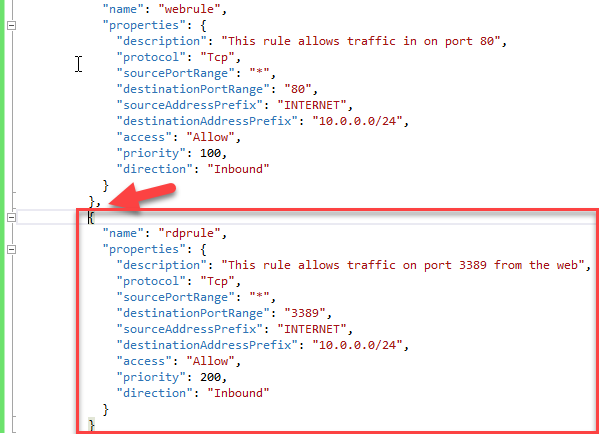 "name": "webrule",
"properties": {
"description": "This rule allows traffic in on port 80",
"protocol": "Tcp",
"sourcePortRange": "*",
"destinationPortRange": "80",
"sourceAddressPrefix": "INTERNET",
"destinationAddressPrefix": "10.0.0.0/24",
"access": "Allow",
"priority": 100,
"direction": "Inbound"
}
},
{
"name": "rdprule",
"properties": {
"description": "This rule allows traffic on port 3389 from the web",
"protocol": "Tcp",
"sourcePortRange": "*",
"destinationPortRange": "3389",
"sourceAddressPrefix": "INTERNET",
"destinationAddressPrefix": "10.0.0.0/24",
"access": "Allow",
"priority": 200,
"direction": "Inbound"
}
}